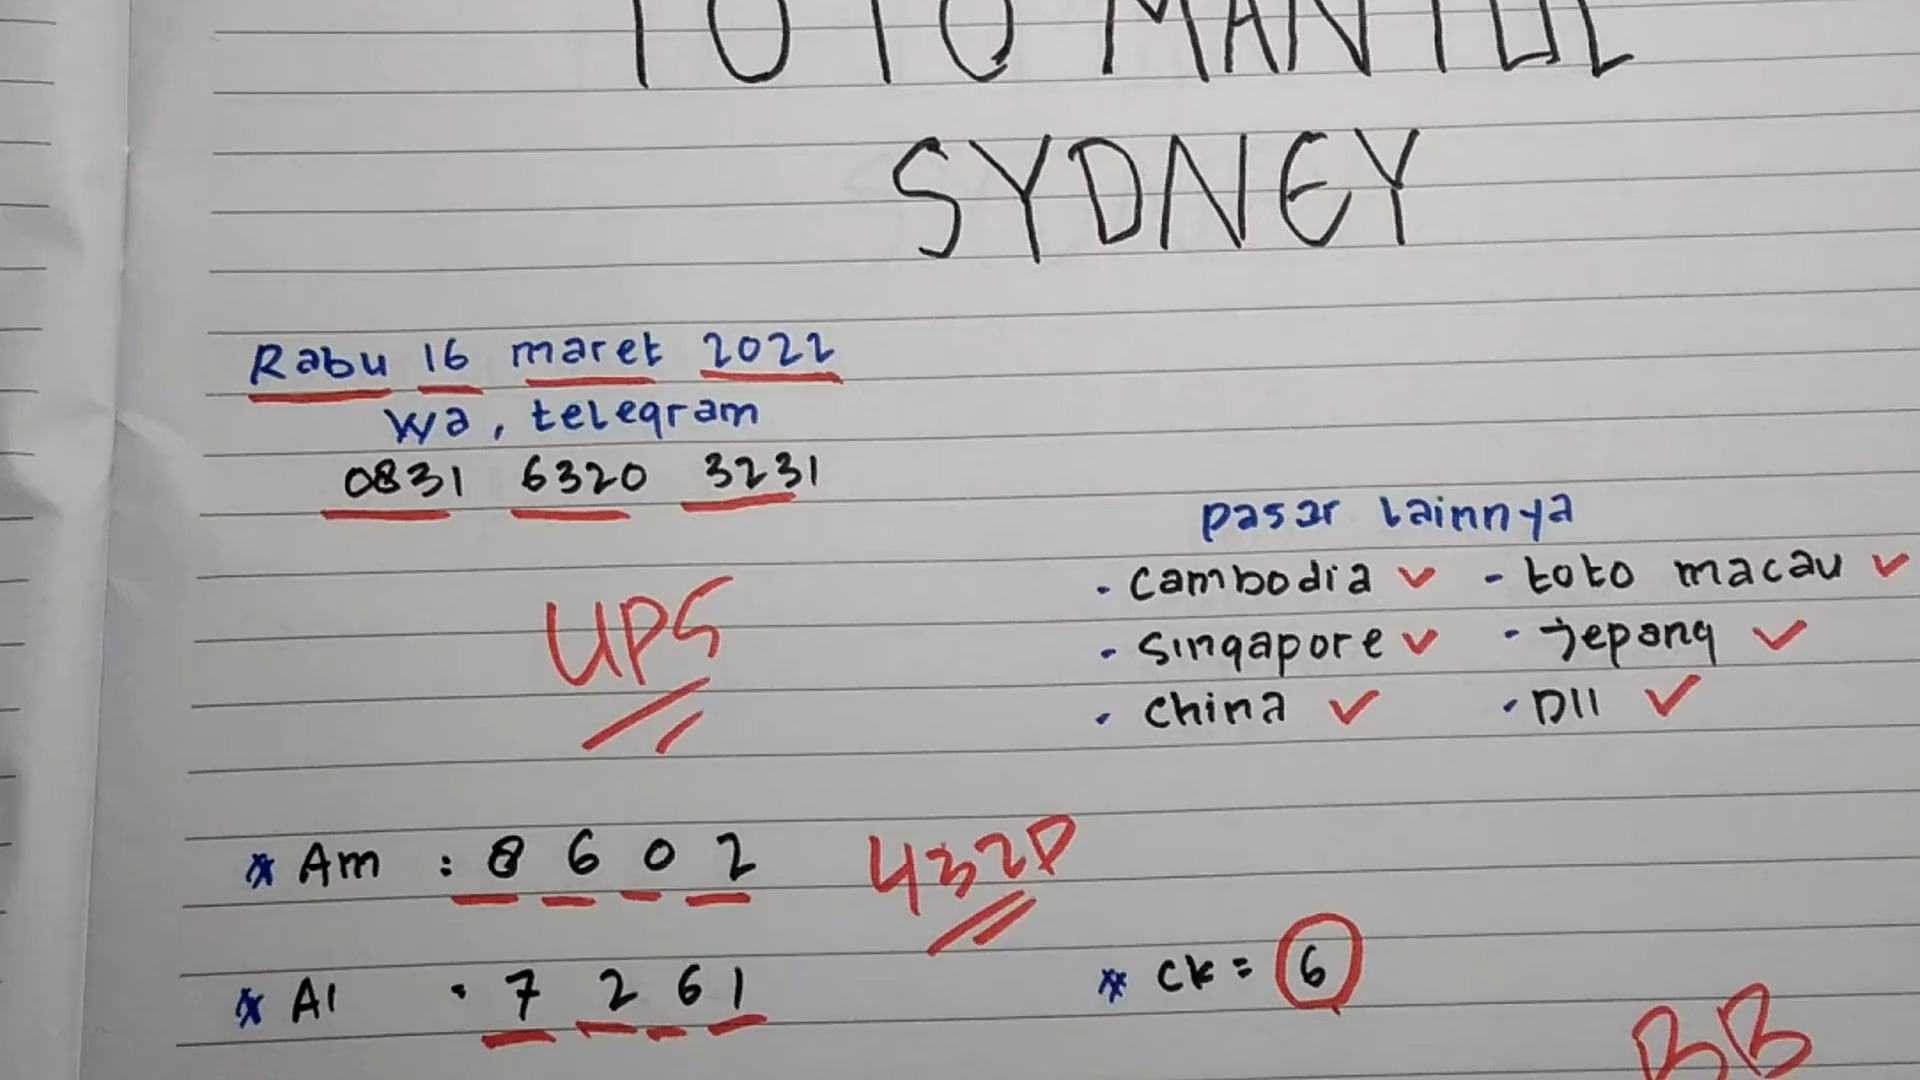 TOTO MANTUL
SYDNEY
Rabu 16 maret 2022
Wa, telegram
0831 6320 3231
pasar lainnya
- Cambodia ✓ - toto macau ✓
- Singapore ✓ - jepang ✓
- China ✓ - Dll ✓
UPS
* Am : 8 6 0 2 432D
* AI : 7 2 6 1 * CK = 6
BB